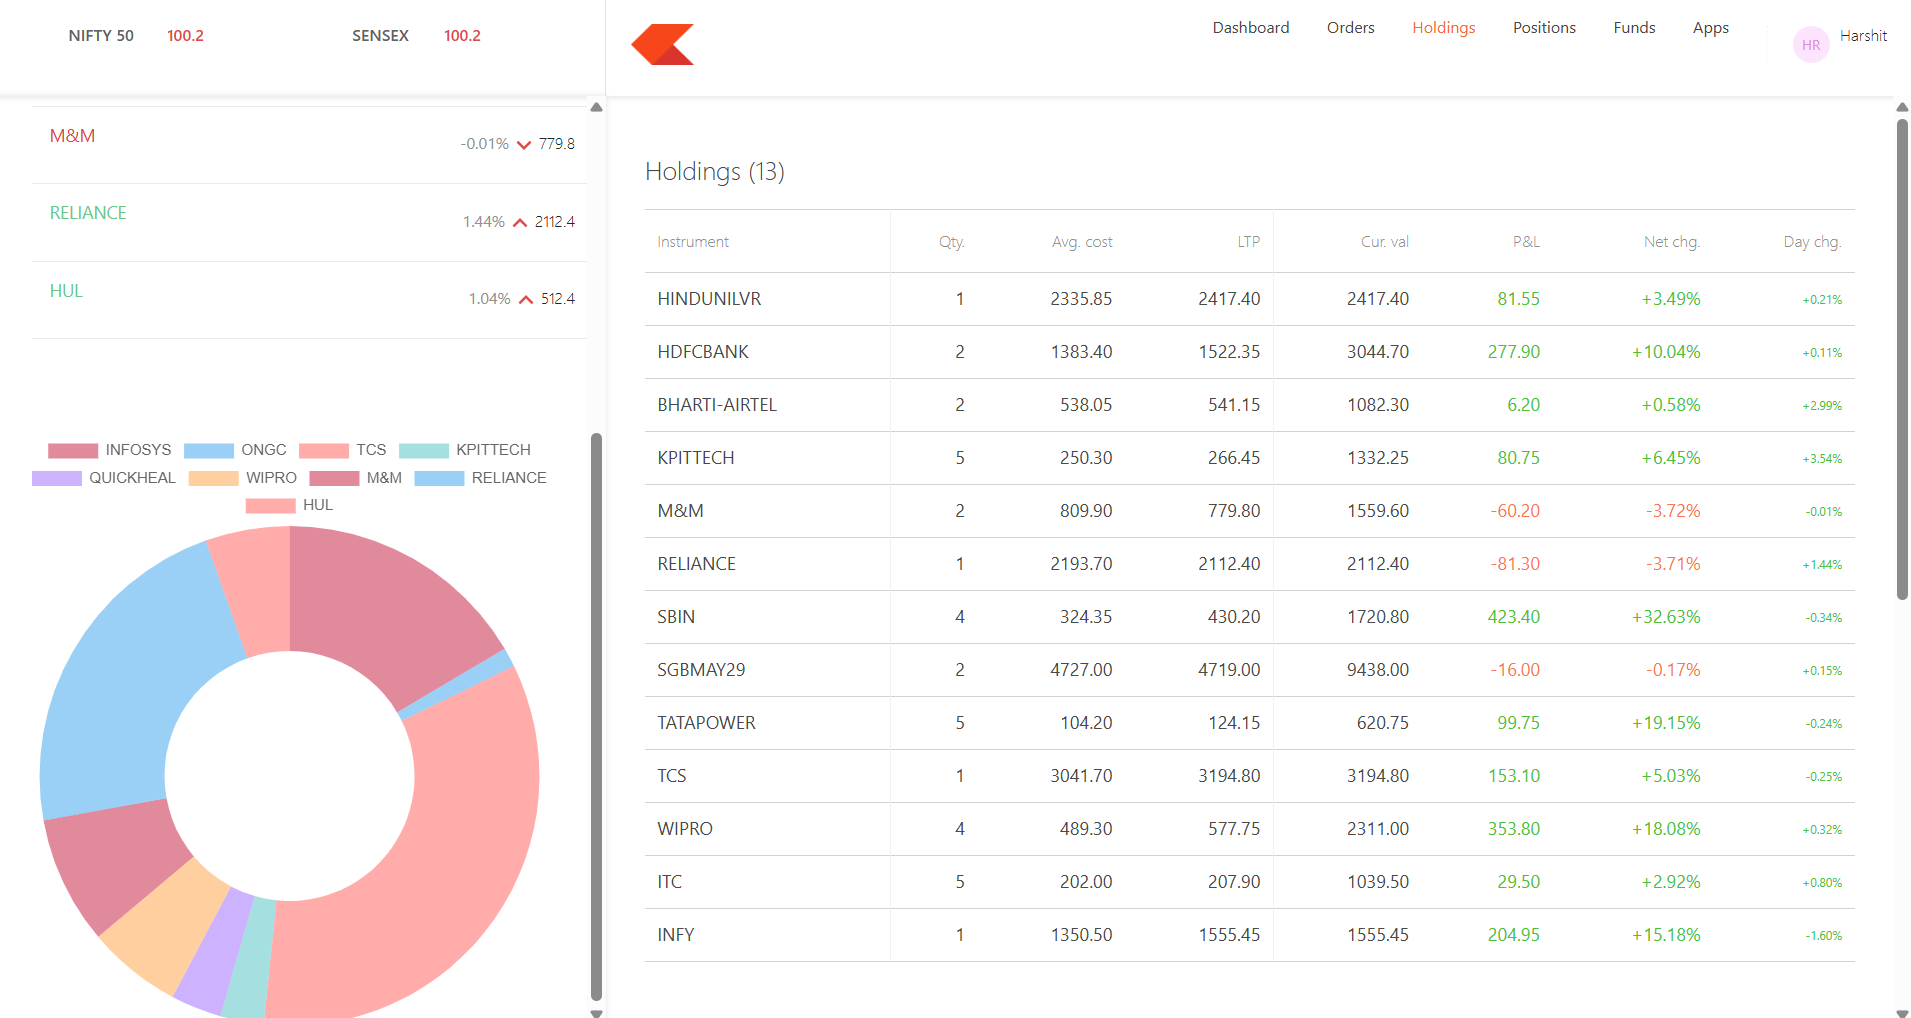 NIFTY 50 100.2 SENSEX 100.2
Dashboard Orders Holdings Positions Funds Apps HR Harshit
M&M -0.01% 779.8
RELIANCE 1.44% 2112.4
HUL 1.04% 512.4
INFOSYS ONGC TCS KPITTECH
QUICKHEAL WIPRO M&M RELIANCE
HUL
Holdings (13)
Instrument Qty. Avg. cost LTP Cur. val P&L Net chg. Day chg.
HINDUNILVR 1 2335.85 2417.40 2417.40 81.55 +3.49% +0.21%
HDFCBANK 2 1383.40 1522.35 3044.70 277.90 +10.04% +0.11%
BHARTI-AIRTEL 2 538.05 541.15 1082.30 6.20 +0.58% +2.99%
KPITTECH 5 250.30 266.45 1332.25 80.75 +6.45% +3.54%
M&M 2 809.90 779.80 1559.60 -60.20 -3.72% -0.01%
RELIANCE 1 2193.70 2112.40 2112.40 -81.30 -3.71% +1.44%
SBIN 4 324.35 430.20 1720.80 423.40 +32.63% -0.34%
SGBMAY29 2 4727.00 4719.00 9438.00 -16.00 -0.17% +0.15%
TATAPOWER 5 104.20 124.15 620.75 99.75 +19.15% -0.24%
TCS 1 3041.70 3194.80 3194.80 153.10 +5.03% -0.25%
WIPRO 4 489.30 577.75 2311.00 353.80 +18.08% +0.32%
ITC 5 202.00 207.90 1039.50 29.50 +2.92% +0.80%
INFY 1 1350.50 1555.45 1555.45 204.95 +15.18% -1.60%